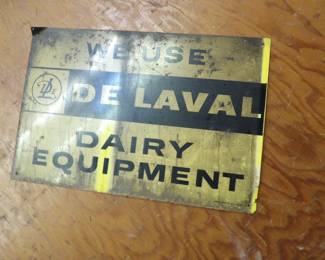 WE USE
DE LAVAL
DAIRY
EQUIPMENT